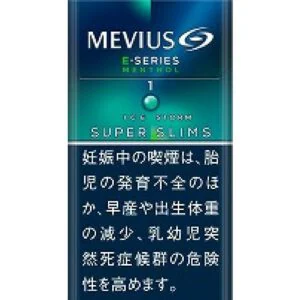 MEVIUS
E-SERIES
MENTHOL
1
ICE STORM
SUPER SLIMS
妊娠中の喫煙は、胎
児の発育不全のほ
か、早産や出生体重
の減少、乳幼児突
然死症候群の危険
性を高めます。